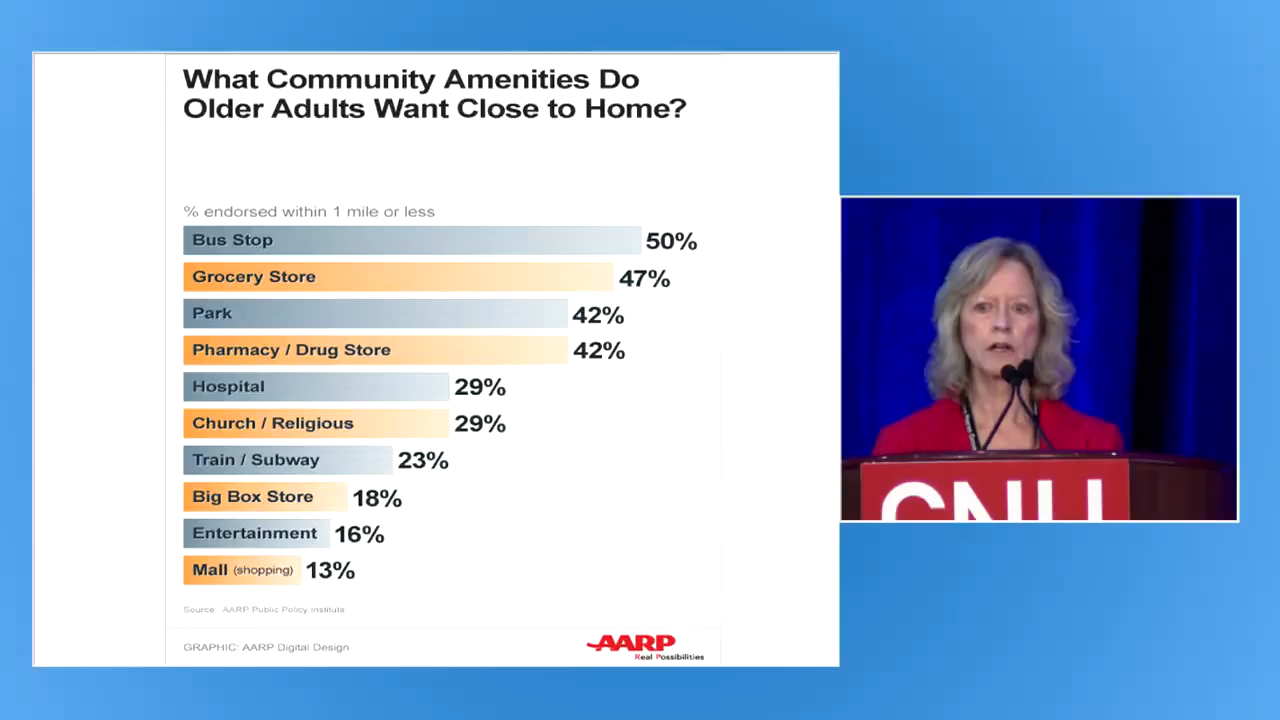 What Community Amenities Do
Older Adults Want Close to Home?
% endorsed within 1 mile or less
Bus Stop 50%
Grocery Store 47%
Park 42%
Pharmacy / Drug Store 42%
Hospital 29%
Church / Religious 29%
Train / Subway 23%
Big Box Store 18%
Entertainment 16%
Mall (shopping) 13%
Source AARP Public Policy Institute
GRAPHIC: AARP Digital Design
AARP
Real Possibilities
CNU